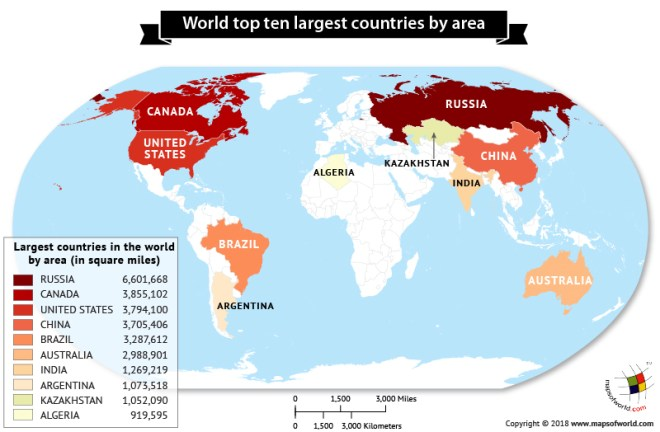 World top ten largest countries by area
CANADA
UNITED
STATES
RUSSIA
KAZAKHSTAN
CHINA
ALGERIA
INDIA
BRAZIL
AUSTRALIA
ARGENTINA
Largest countries in the world
by area (in square miles)
RUSSIA 6,601,668
CANADA 3,855,102
UNITED STATES 3,794,100
CHINA 3,705,406
BRAZIL 3,287,612
AUSTRALIA 2,988,901
INDIA 1,269,219
ARGENTINA 1,073,518
KAZAKHSTAN 1,052,090
ALGERIA 919,595
0 1,500 3,000 Miles
0 1,500 3,000 Kilometers
mapsofworld.com
Copyright © 2018 www.mapsofworld.com